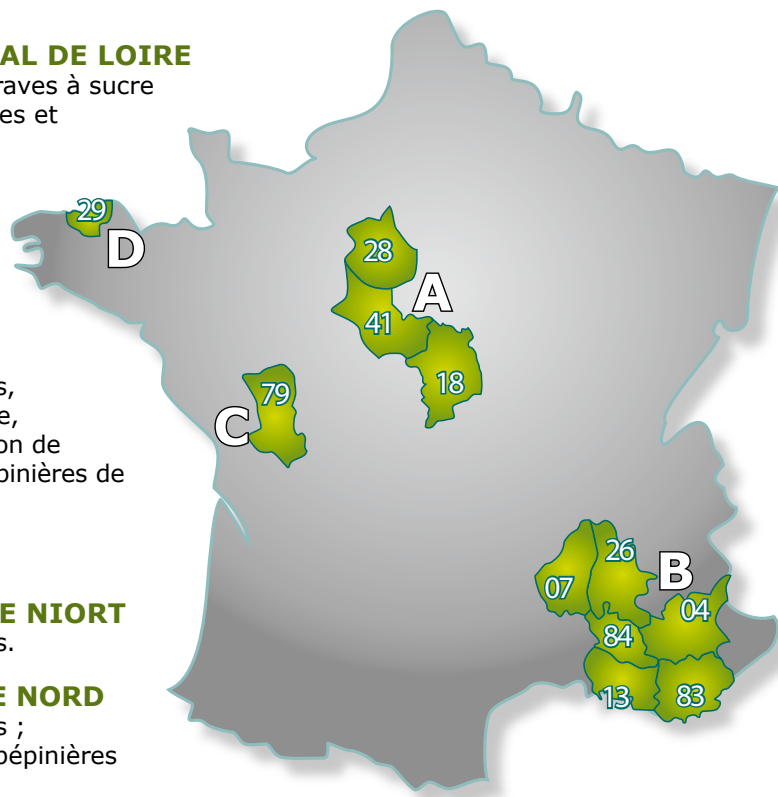 AL DE LOIRE
raves à sucre
es et
s,
e,
on de
pinières de
E NIORT
s.
E NORD
s ;
pépinières
29
D
28
A
41
18
79
C
26
B
07
04
84
13
83